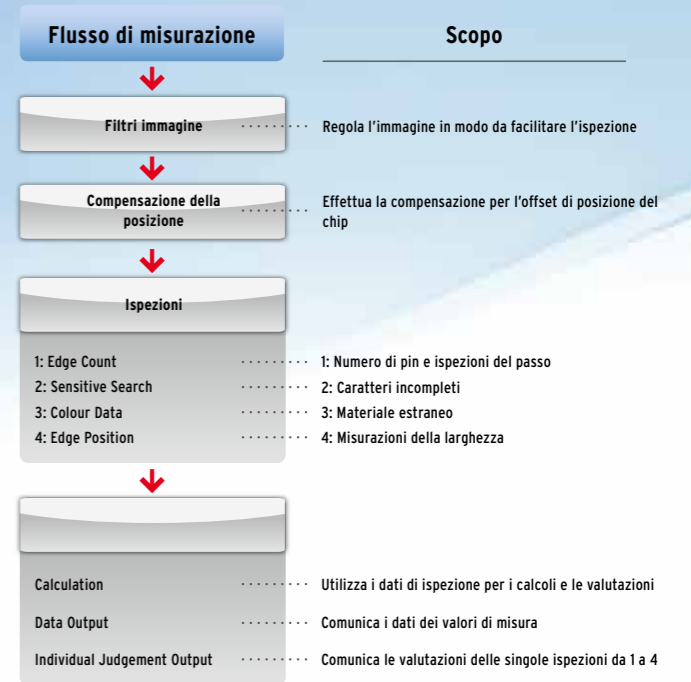 Flusso di misurazione
Scopo
Filtri immagine ········· Regola l'immagine in modo da facilitare l'ispezione
Compensazione della
posizione ········· Effettua la compensazione per l'offset di posizione del
chip
Ispezioni
1: Edge Count ········· 1: Numero di pin e ispezioni del passo
2: Sensitive Search ········· 2: Caratteri incompleti
3: Colour Data ········· 3: Materiale estraneo
4: Edge Position ········· 4: Misurazioni della larghezza
Calculation ········· Utilizza i dati di ispezione per i calcoli e le valutazioni
Data Output ········· Comunica i dati dei valori di misura
Individual Judgement Output ········· Comunica le valutazioni delle singole ispezioni da 1 a 4